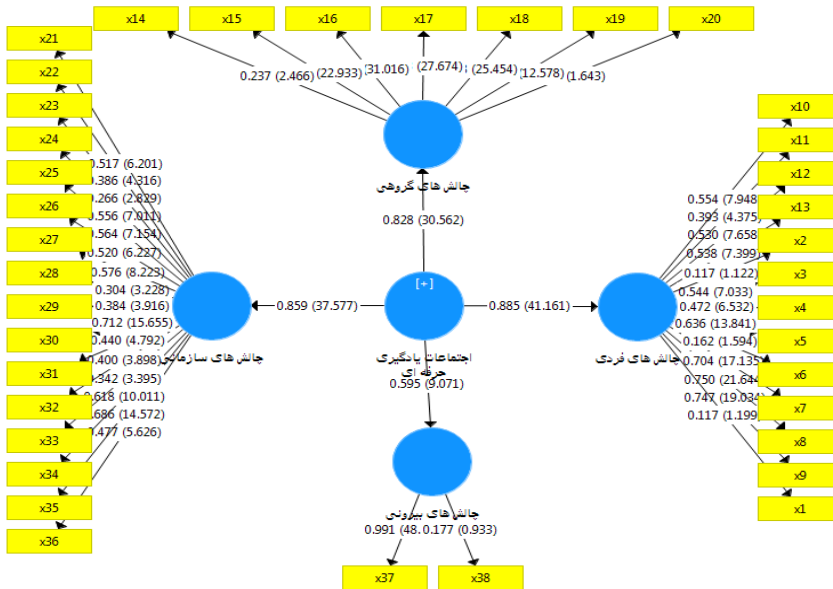 x14
x15
x16
x17
x18
x19
x20
0.237 (2.466)
(22.933)
(31.016)
(27.674)
(25.454)
(12.578)
(1.643)
چالش های گروهی
0.828 (30.562)
x21
x22
x23
x24
x25
x26
x27
x28
x29
x30
x31
x32
x33
x34
x35
x36
0.517 (6.201)
0.386 (4.316)
0.266 (2.829)
0.556 (7.011)
0.564 (7.154)
0.520 (6.227)
0.576 (8.223)
0.304 (3.228)
0.384 (3.916)
0.712 (15.655)
0.440 (4.792)
0.400 (3.898)
0.342 (3.395)
0.618 (10.011)
0.686 (14.572)
0.477 (5.626)
چالش های سازمانی
0.859 (37.577)
[+]
اجتماعات یادگیری
حرفه ای
0.885 (41.161)
چالش های فردی
0.554 (7.948
0.393 (4.375)
0.530 (7.658
0.538 (7.399)
0.117 (1.122)
0.544 (7.033)
0.472 (6.532)
0.636 (13.841)
0.162 (1.594)
0.704 (17.135
0.750 (21.644
0.747 (19.034
0.117 (1.199
x10
x11
x12
x13
x2
x3
x4
x5
x6
x7
x8
x9
x1
0.595 (9.071)
چالش های بیرونی
0.991 (48.
0.177 (0.933)
x37
x38